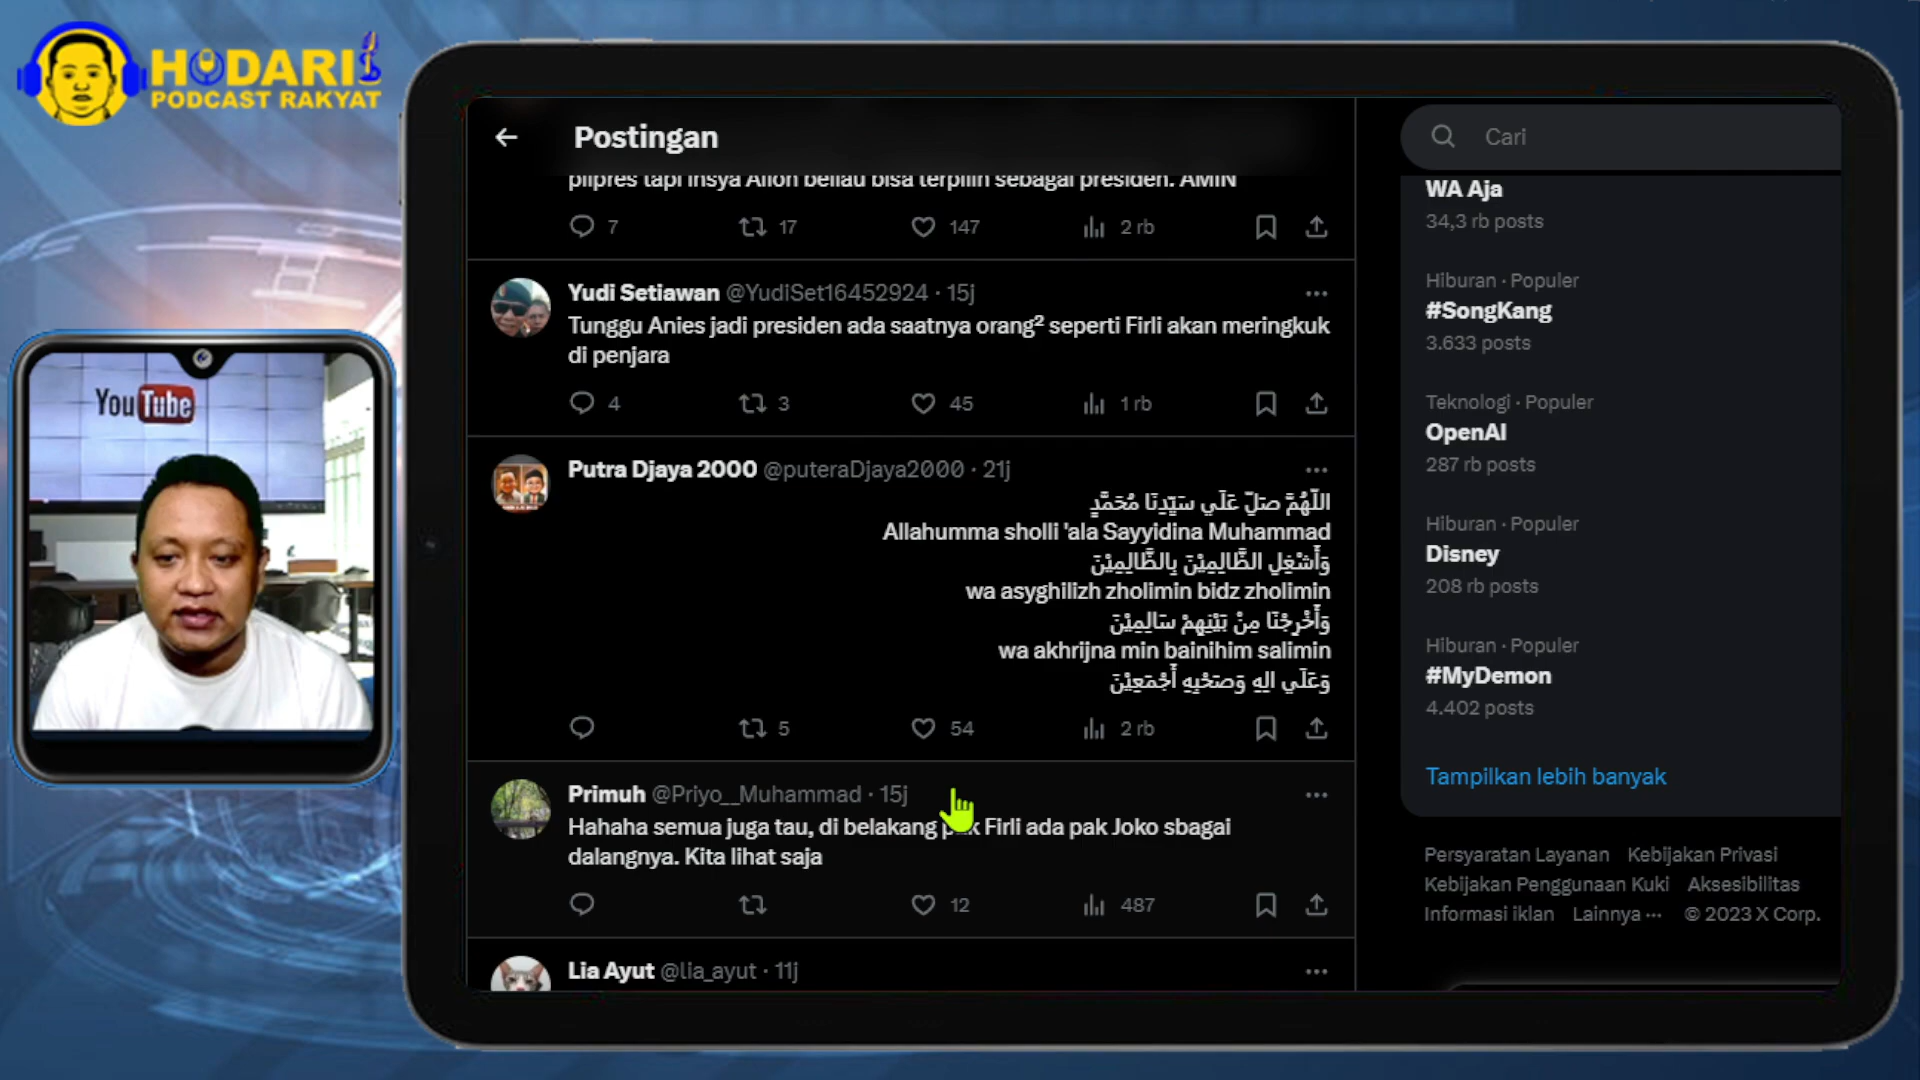 HODARI
PODCAST RAKYAT
YouTube
Postingan
pilpres tapi insya Alloh beliau bisa terpilih sebagai presiden. AMIN
7 17 147 2 rb
Yudi Setiawan @YudiSet16452924 · 15j
Tunggu Anies jadi presiden ada saatnya orang² seperti Firli akan meringkuk
di penjara
4 3 45 1 rb
Putra Djaya 2000 @puteraDjaya2000 · 21j
اللّهُمَّ صَلِّ عَلَي سَيِّدِنَا مُحَمَّدٍ
Allahumma sholli 'ala Sayyidina Muhammad
وَأَشْغِلِ الظَّالِمِيْنَ بِالظَّالِمِيْنَ
wa asyghilizh zholimin bidz zholimin
وَأَخْرِجْنَا مِنْ بَيْنِهِمْ سَالِمِيْنَ
wa akhrijna min bainihim salimin
وَعَلَي الِهِ وَصَحْبِهِ أَجْمَعِيْنَ
5 54 2 rb
Primuh @Priyo__Muhammad · 15j
Hahaha semua juga tau, di belakang pak Firli ada pak Joko sbagai
dalangnya. Kita lihat saja
12 487
Lia Ayut @lia_ayut · 11j
Cari
WA Aja
34,3 rb posts
Hiburan · Populer
#SongKang
3.633 posts
Teknologi · Populer
OpenAI
287 rb posts
Hiburan · Populer
Disney
208 rb posts
Hiburan · Populer
#MyDemon
4.402 posts
Tampilkan lebih banyak
Persyaratan Layanan Kebijakan Privasi
Kebijakan Penggunaan Kuki Aksesibilitas
Informasi iklan Lainnya ··· © 2023 X Corp.